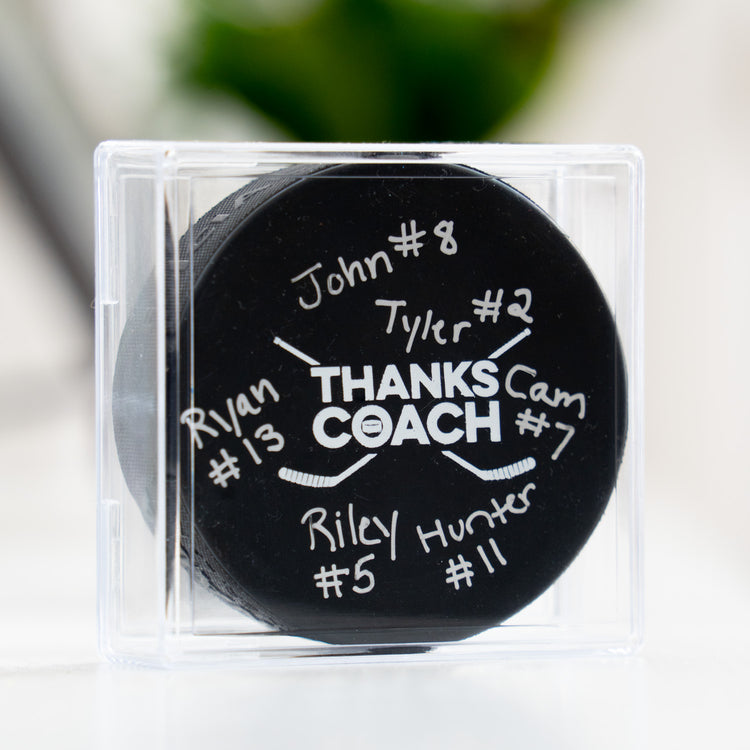 John #8
Tyler #2
THANKS
COACH
Ryan
#13
Cam
#7
Riley
#5
Hunter
#11